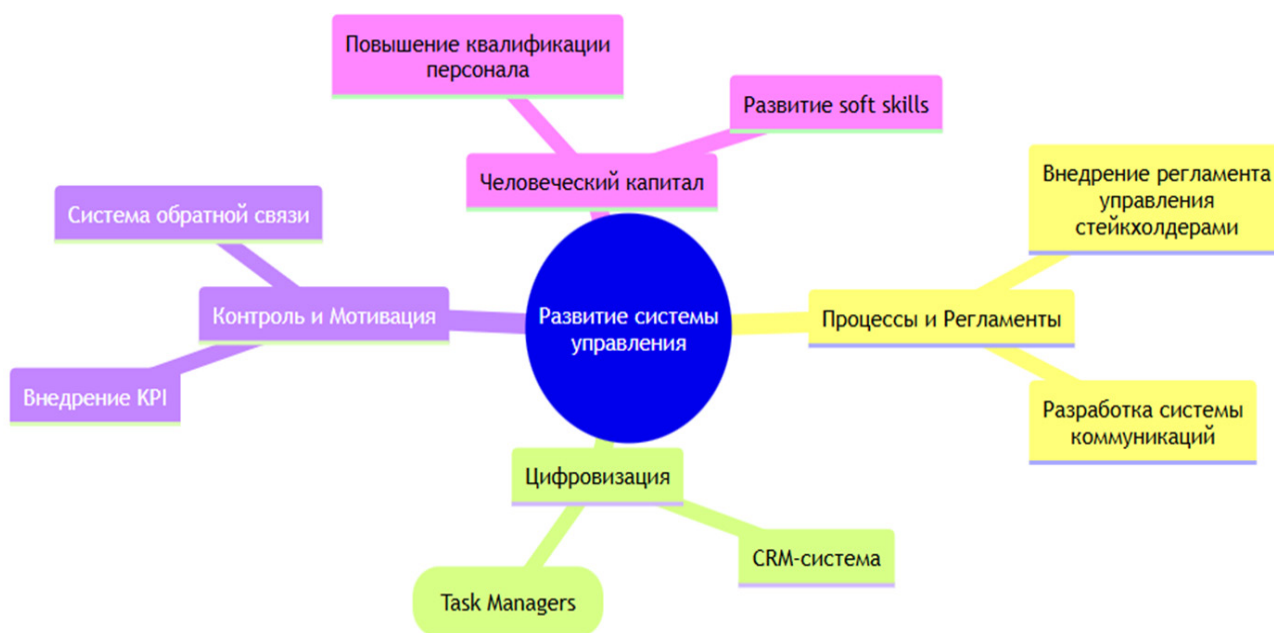 Повышение квалификации
персонала
Развитие soft skills
Человеческий капитал
Внедрение регламента
управления
стейкхолдерами
Система обратной связи
Контроль и Мотивация
Развитие системы
управления
Процессы и Регламенты
Внедрение KPI
Разработка системы
коммуникаций
Цифровизация
CRM-система
Task Managers